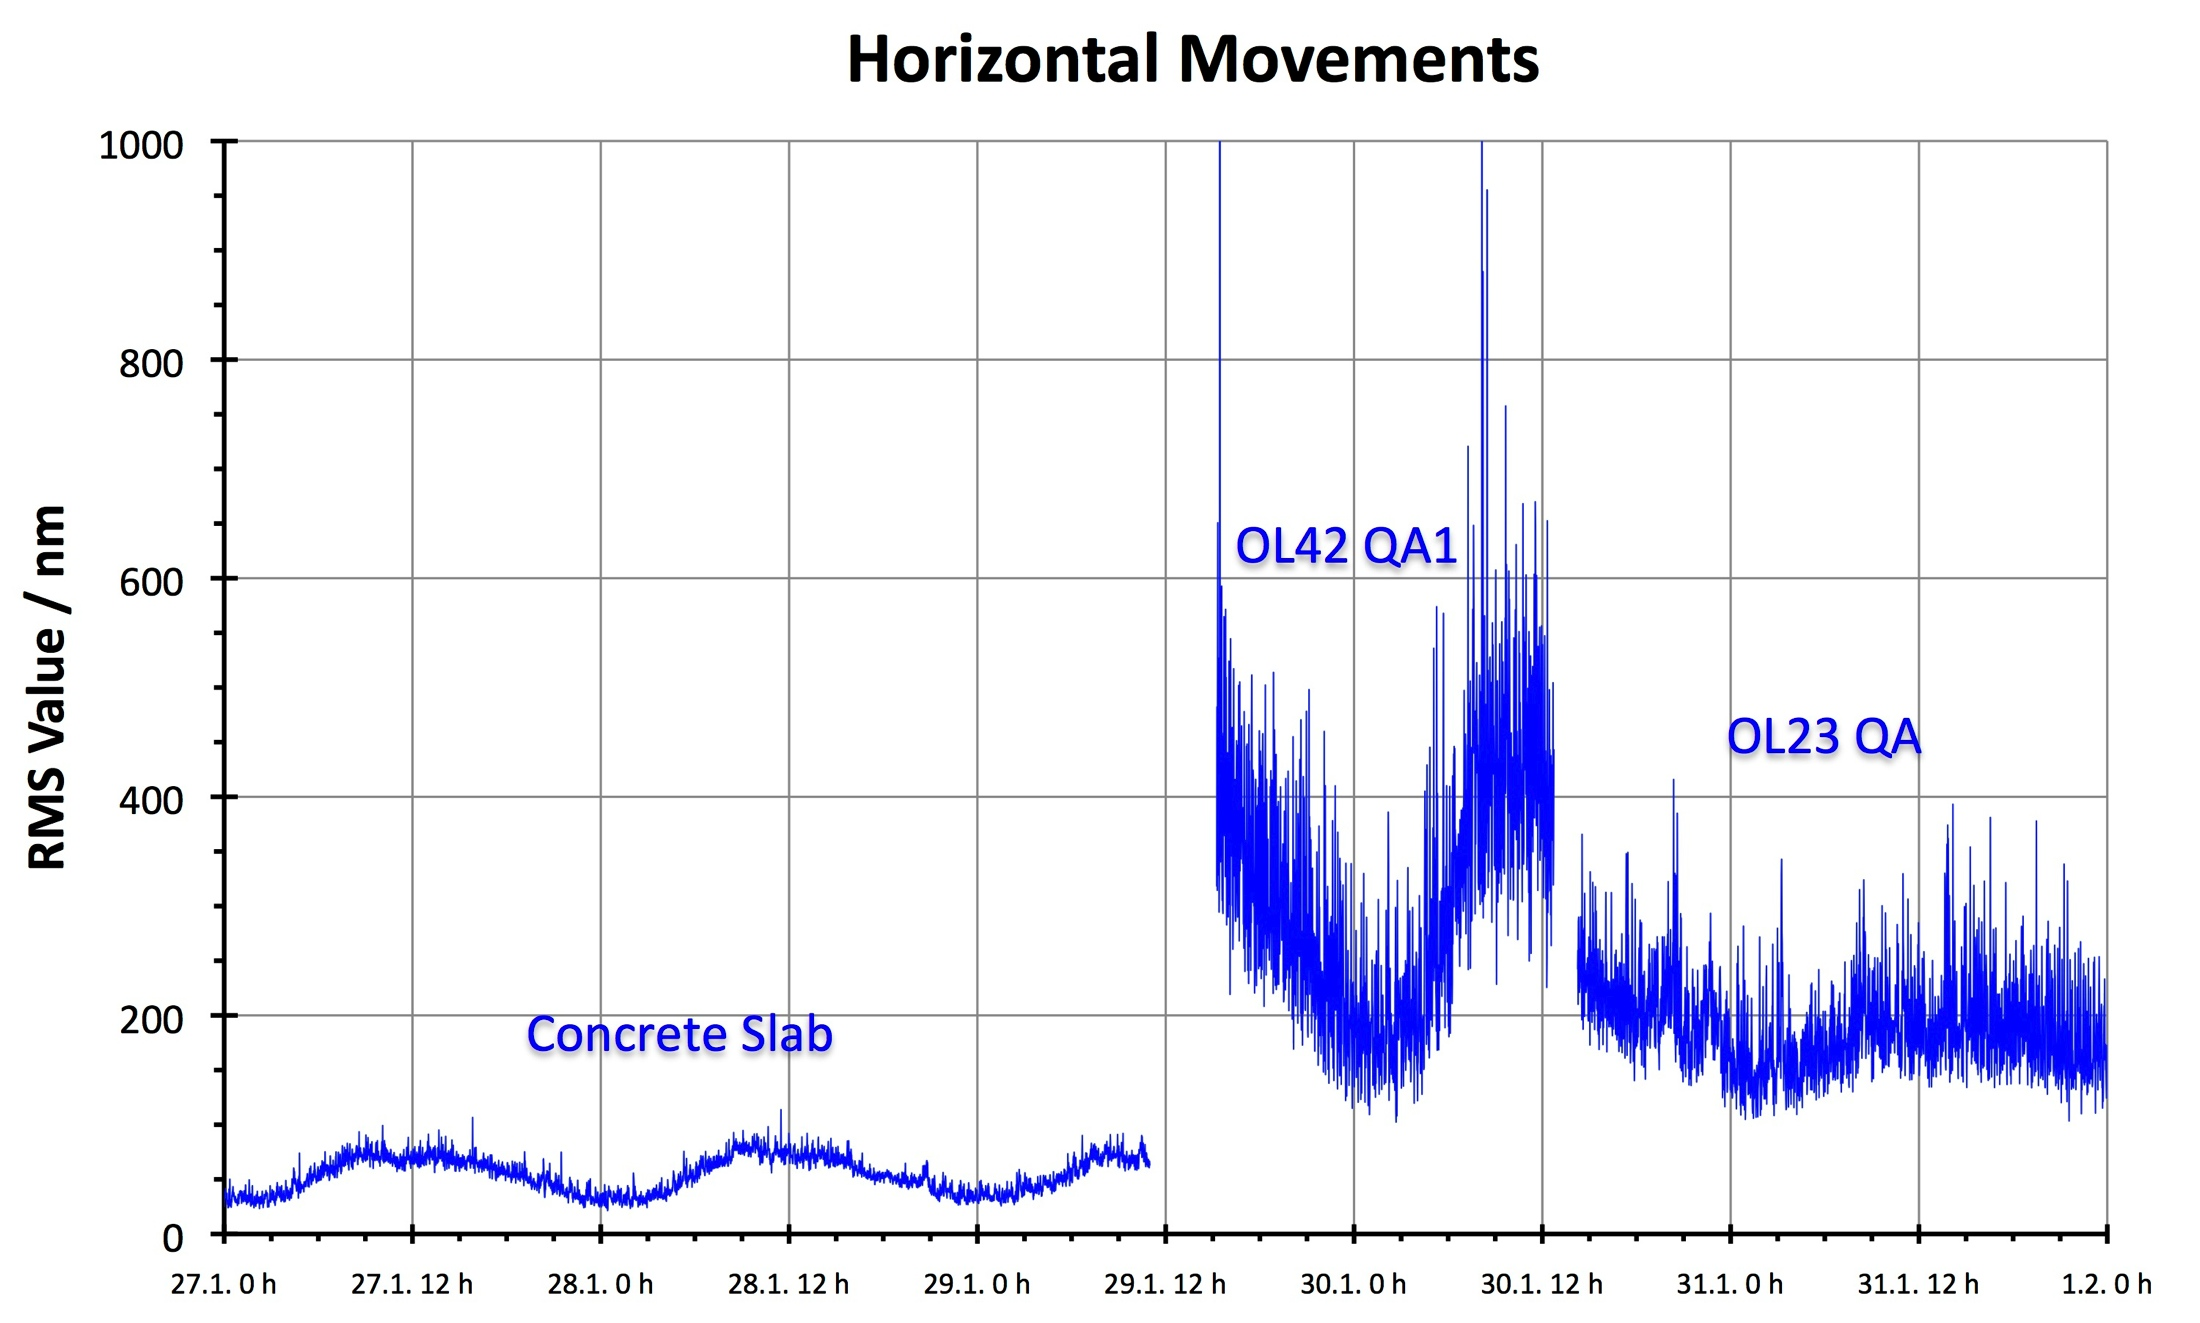 Horizontal Movements
RMS Value / nm
1000
800
600
400
200
0
OL42 QA1
OL23 QA
Concrete Slab
27.1. 0 h
27.1. 12 h
28.1. 0 h
28.1. 12 h
29.1. 0 h
29.1. 12 h
30.1. 0 h
30.1. 12 h
31.1. 0 h
31.1. 12 h
1.2. 0 h